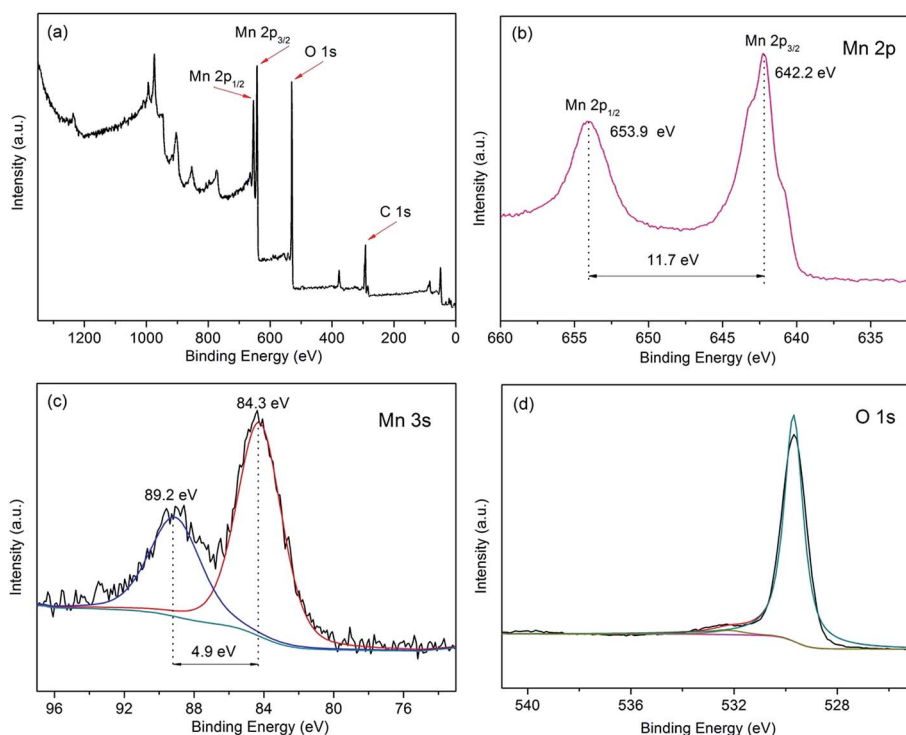 (a)
Mn 2p3/2
O 1s
Mn 2p1/2
C 1s
Intensity (a.u.)
1200 1000 800 600 400 200 0
Binding Energy (eV)
(b)
Mn 2p3/2
Mn 2p
642.2 eV
Mn 2p1/2
653.9 eV
11.7 eV
Intensity (a.u.)
660 655 650 645 640 635
Binding Energy (eV)
(c)
84.3 eV
Mn 3s
89.2 eV
4.9 eV
Intensity (a.u.)
96 92 88 84 80 76
Binding Energy (eV)
(d)
O 1s
Intensity (a.u.)
540 536 532 528
Binding Energy (eV)